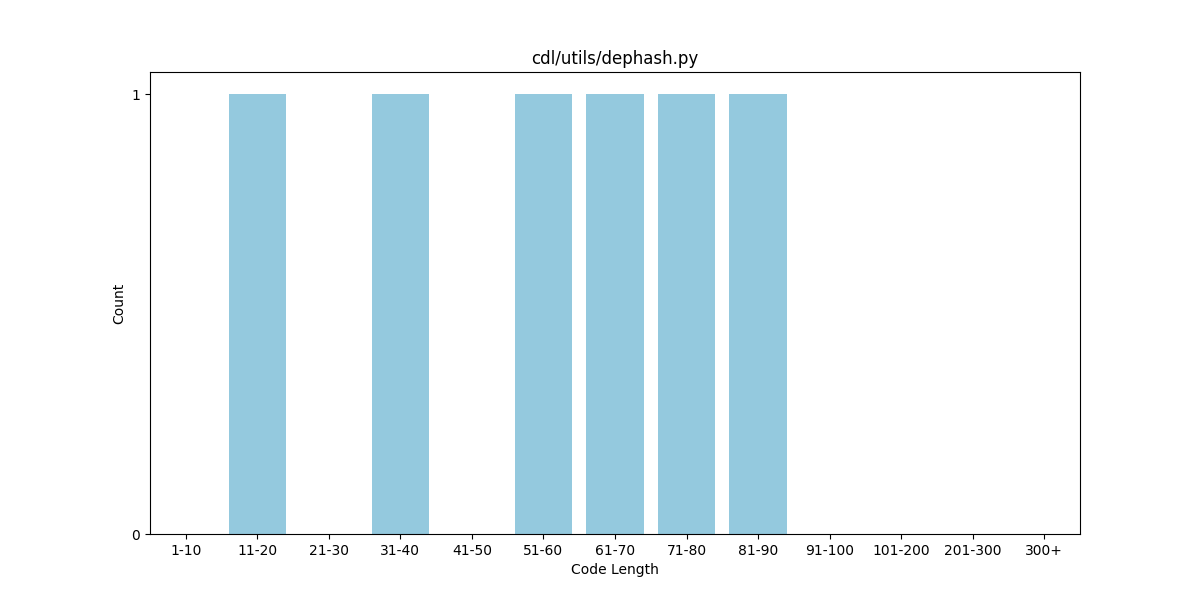 cdl/utils/dephash.py
1
Count
0
1-10 11-20 21-30 31-40 41-50 51-60 61-70 71-80 81-90 91-100 101-200 201-300 300+
Code Length